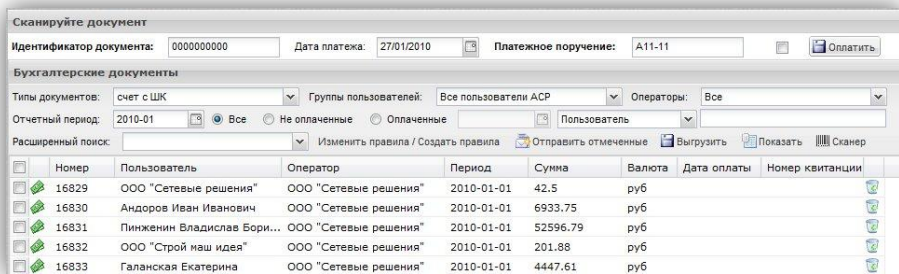 Сканируйте документ
Идентификатор документа: 0000000000 Дата платежа: 27/01/2010 Платежное поручение: A11-11 Оплатить
Бухгалтерские документы
Типы документов: счет с ШК Группы пользователей: Все пользователи АСР Операторы: Все
Отчетный период: 2010-01 Все Не оплаченные Оплаченные Пользователь
Расширенный поиск: Изменить правила / Создать правила Отправить отмеченные Выгрузить Показать Сканер
Номер Пользователь Оператор Период Сумма Валюта Дата оплаты Номер квитанции
16829 ООО "Сетевые решения" ООО "Сетевые решения" 2010-01-01 42.5 руб
16830 Андоров Иван Иванович ООО "Сетевые решения" 2010-01-01 6933.75 руб
16831 Пинженин Владислав Бори... ООО "Сетевые решения" 2010-01-01 52596.79 руб
16832 ООО "Строй маш идея" ООО "Сетевые решения" 2010-01-01 201.88 руб
16833 Галанская Екатерина ООО "Сетевые решения" 2010-01-01 4447.61 руб